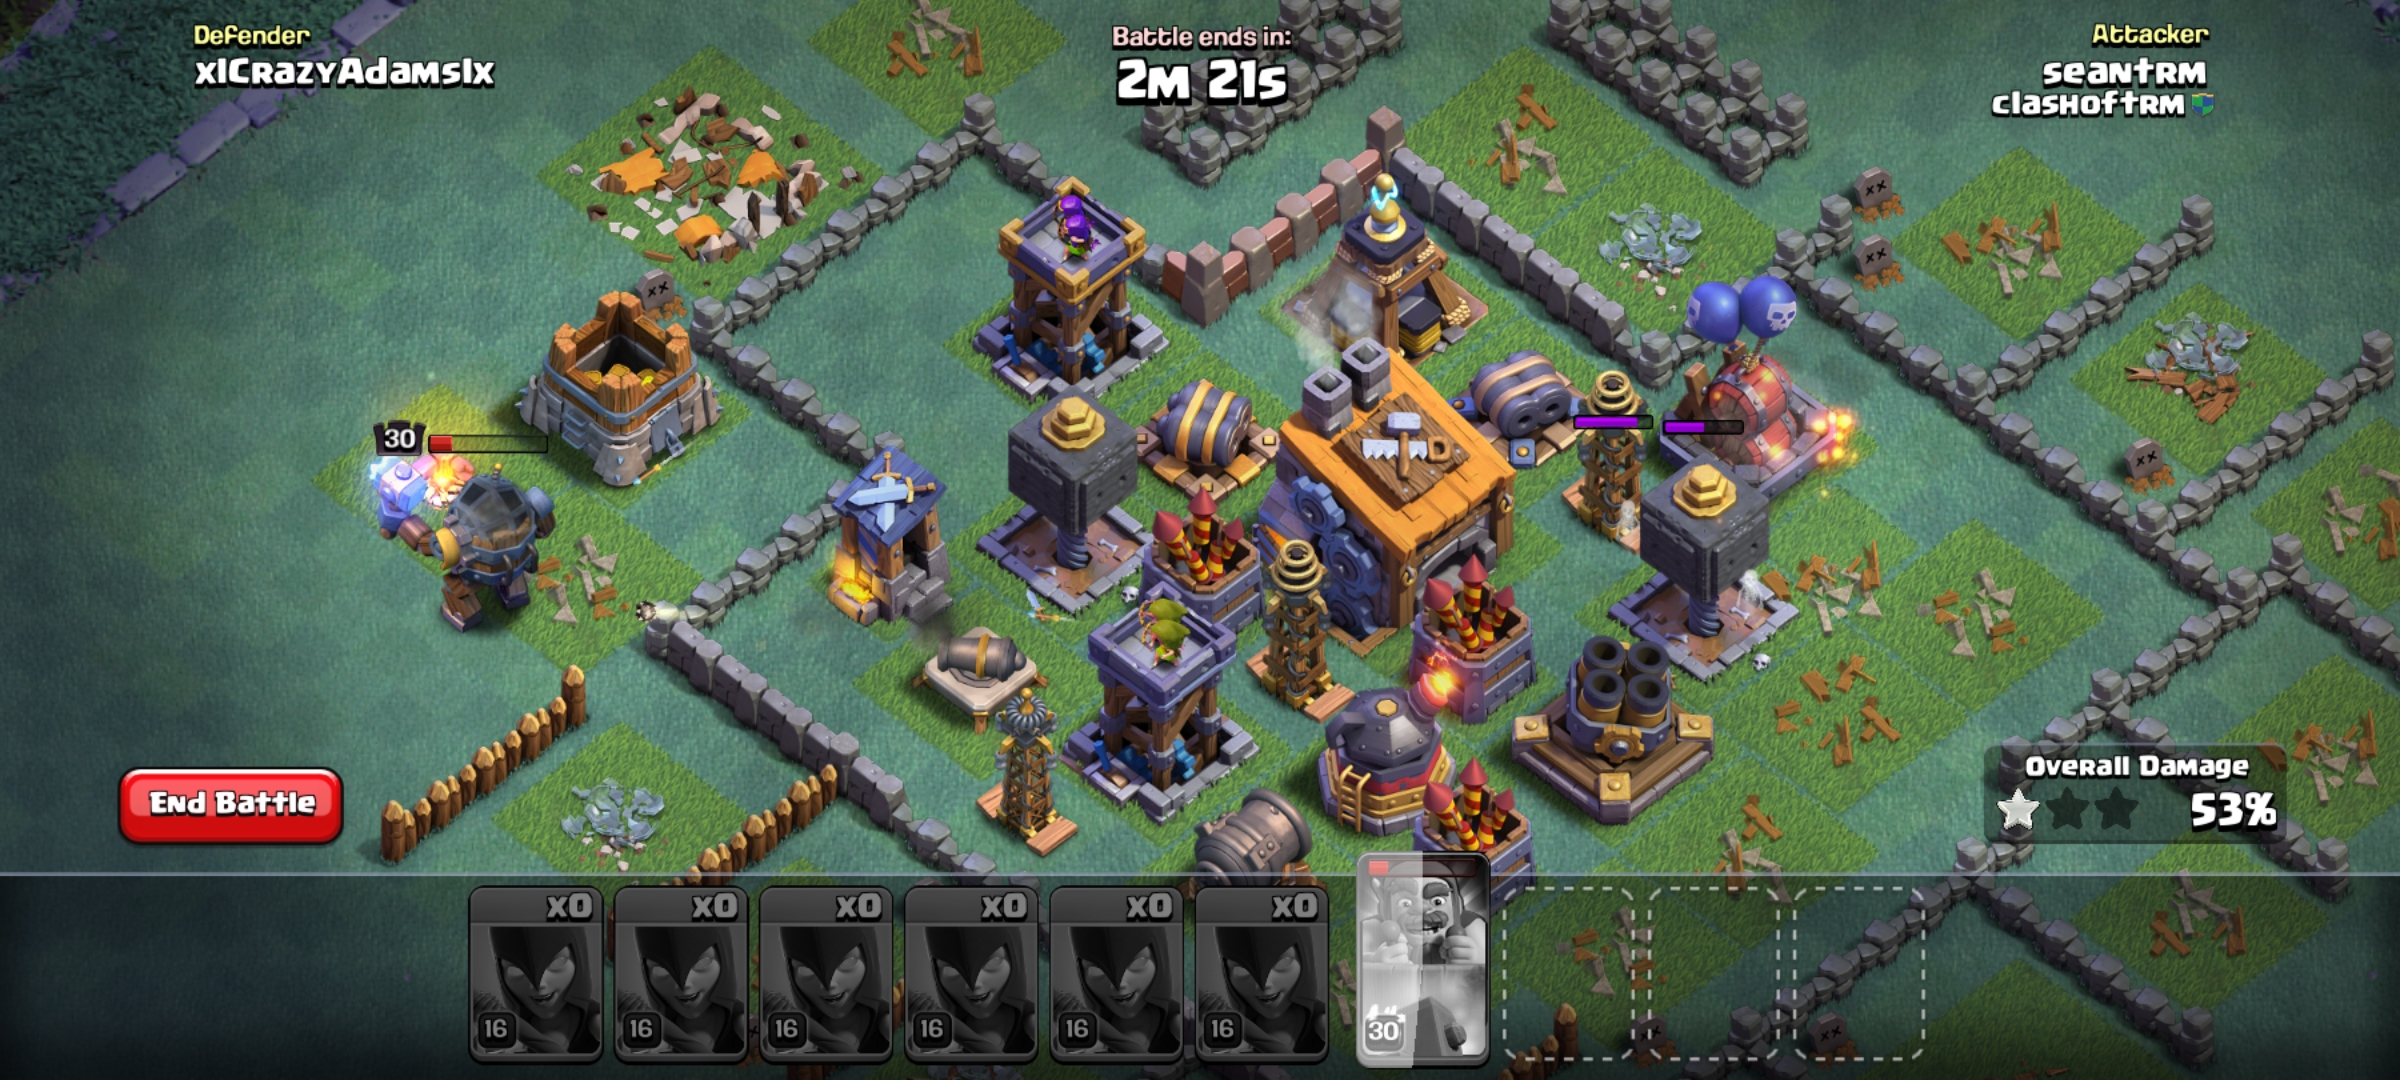 Defender
xlCrazyAdamslx
Battle ends in:
2M 21s
Attacker
seantRM
clashoftRM
30
End Battle
Overall Damage
53%
x0
x0
x0
x0
x0
x0
16
16
16
16
16
16
30